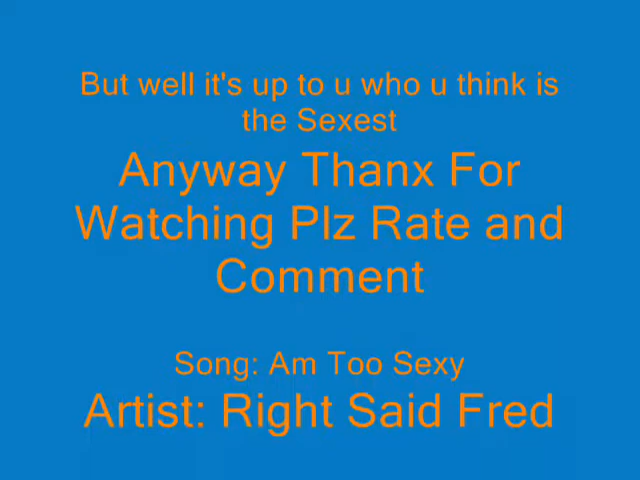 But well it's up to u who u think is
the Sexest
Anyway Thanx For
Watching Plz Rate and
Comment
Song: Am Too Sexy
Artist: Right Said Fred